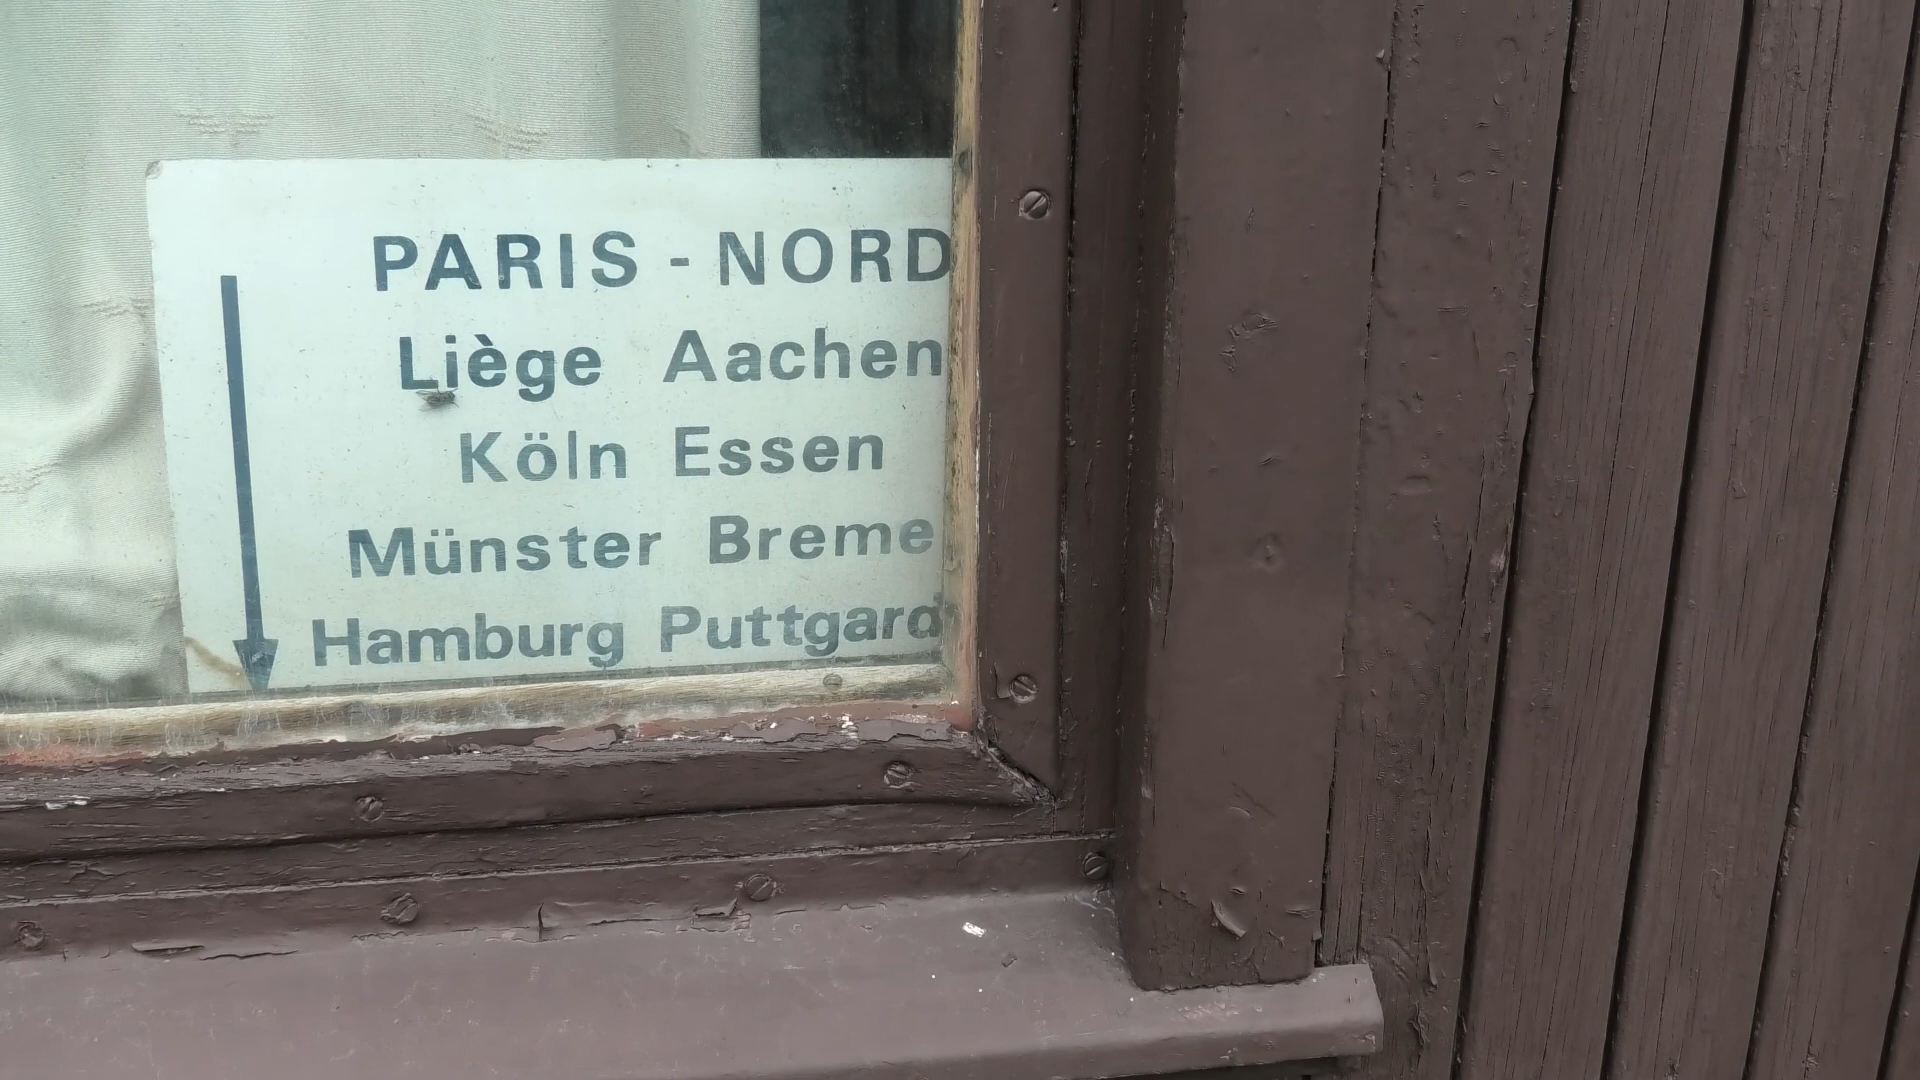 PARIS - NORD
Liège Aachen
Köln Essen
Münster Breme
Hamburg Puttgard